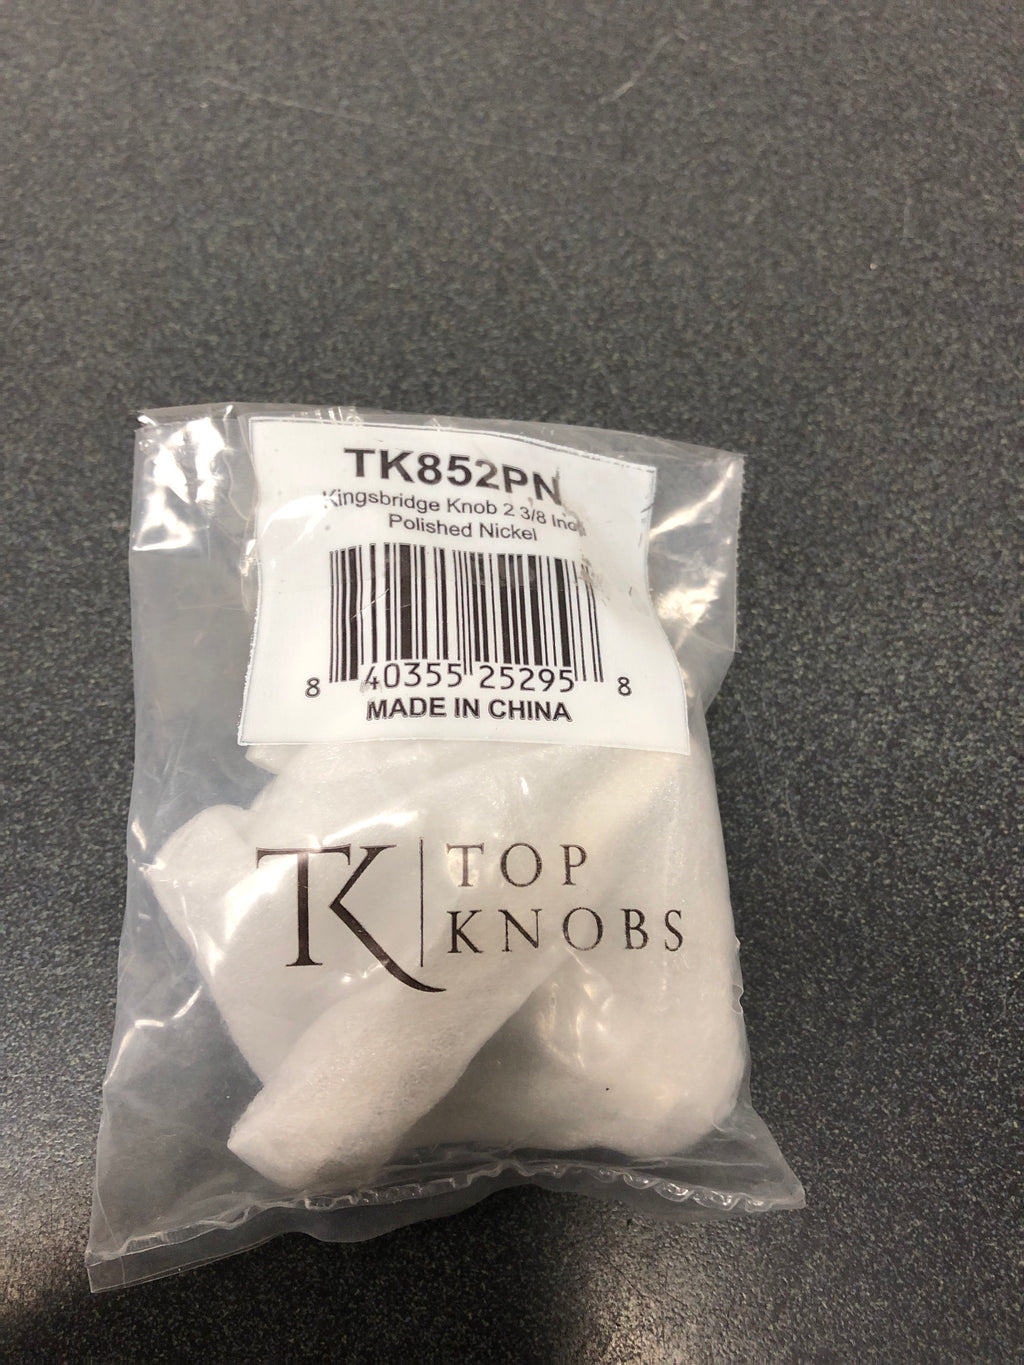 TK852PN
Kingsbridge Knob 2 3/8 Inch
Polished Nickel
8 40355 25295 8
MADE IN CHINA
TK TOP
KNOBS